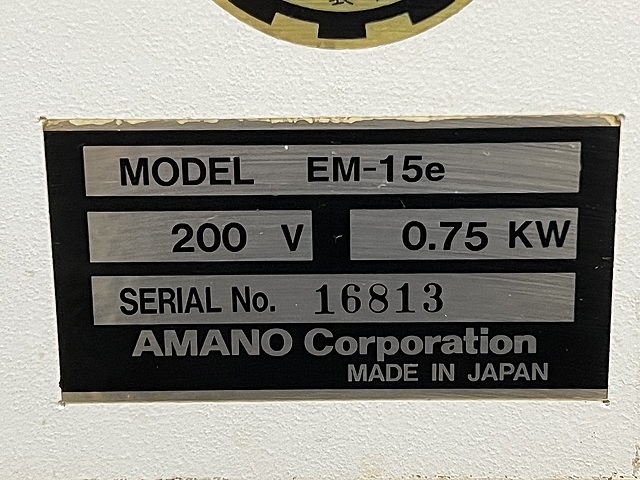 MODEL EM-15e
200 V 0.75 KW
SERIAL No. 16813
AMANO Corporation
MADE IN JAPAN